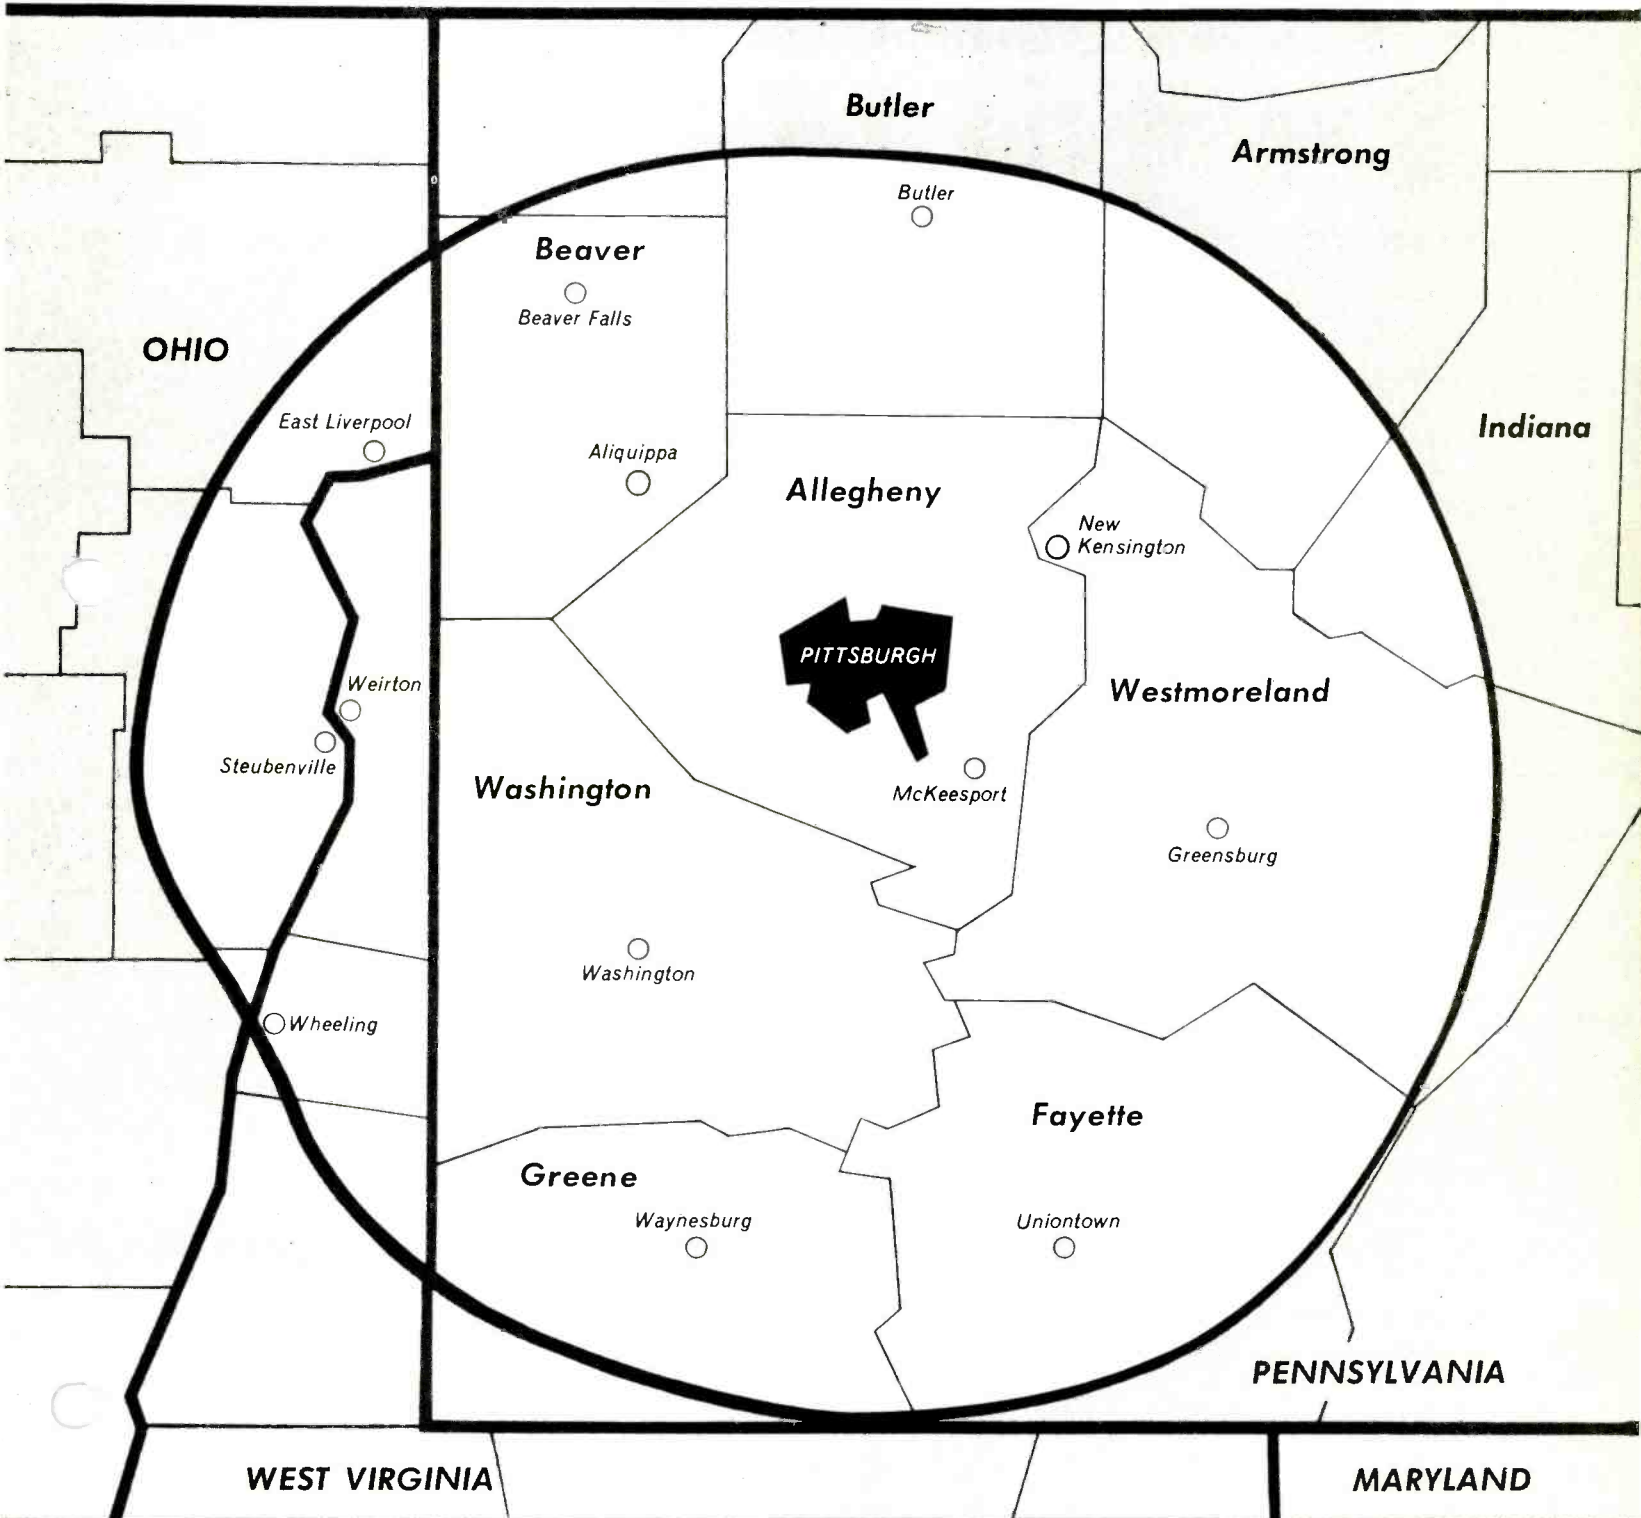 Butler
Armstrong
Butler
Beaver
Beaver Falls
OHIO
East Liverpool
Indiana
Aliquippa
Allegheny
New
Kensington
PITTSBURGH
Weirton
Westmoreland
Steubenville
Washington
McKeesport
Greensburg
Washington
Wheeling
Fayette
Greene
Waynesburg
Uniontown
PENNSYLVANIA
WEST VIRGINIA
MARYLAND